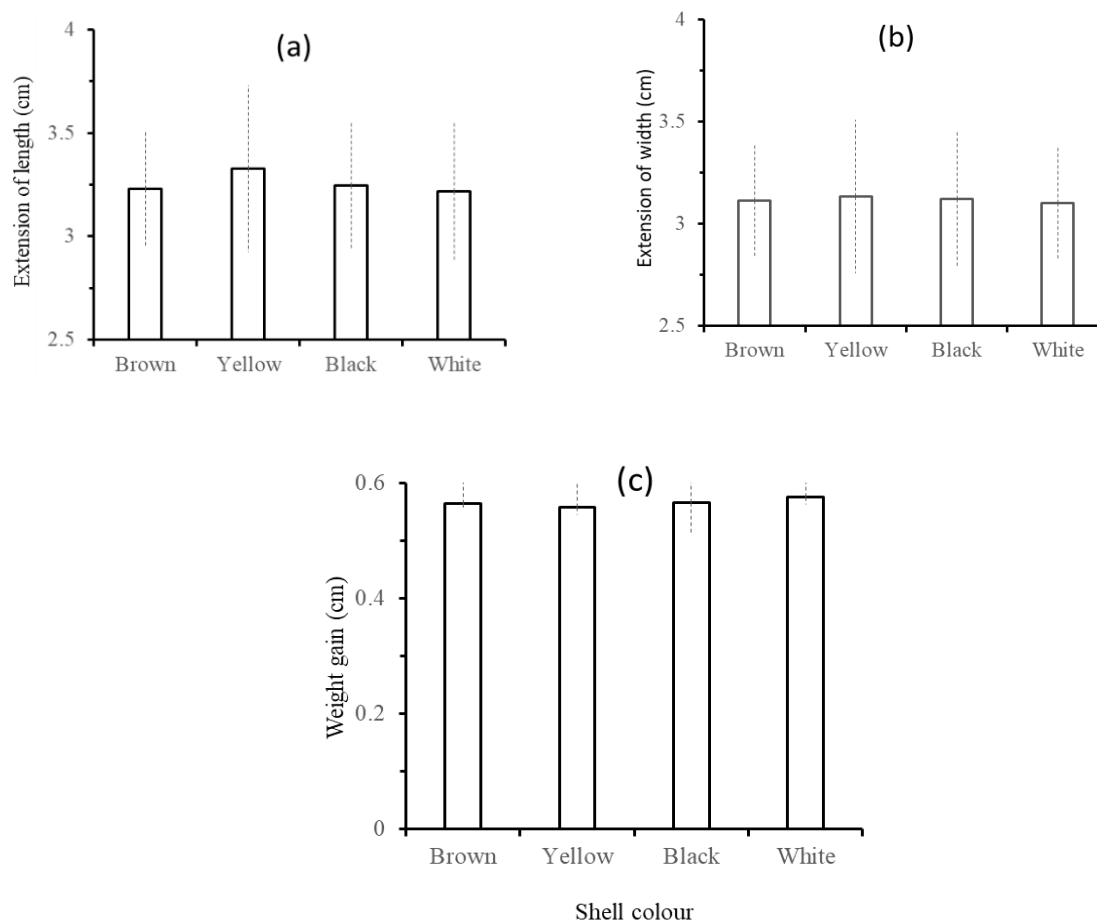 (a)
Extension of length (cm)
4
3.5
3
2.5
Brown Yellow Black White
(b)
Extension of width (cm)
4
3.5
3
2.5
Brown Yellow Black White
(c)
Weight gain (cm)
0.6
0.4
0.2
0
Brown Yellow Black White
Shell colour